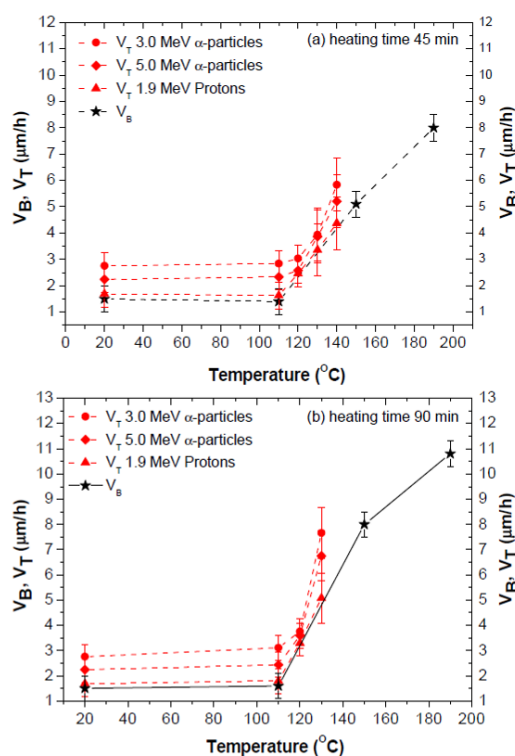 V_T 3.0 MeV α-particles
V_T 5.0 MeV α-particles
V_T 1.9 MeV Protons
V_B
(a) heating time 45 min
V_B, V_T (μm/h)
12
11
10
9
8
7
6
5
4
3
2
1
V_B, V_T (μm/h)
12
11
10
9
8
7
6
5
4
3
2
1
0 20 40 60 80 100 120 140 160 180 200
Temperature (°C)
V_T 3.0 MeV α-particles
V_T 5.0 MeV α-particles
V_T 1.9 MeV Protons
V_B
(b) heating time 90 min
V_B, V_T (μm/h)
13
12
11
10
9
8
7
6
5
4
3
2
1
V_B, V_T (μm/h)
13
12
11
10
9
8
7
6
5
4
3
2
1
20 40 60 80 100 120 140 160 180 200
Temperature (°C)